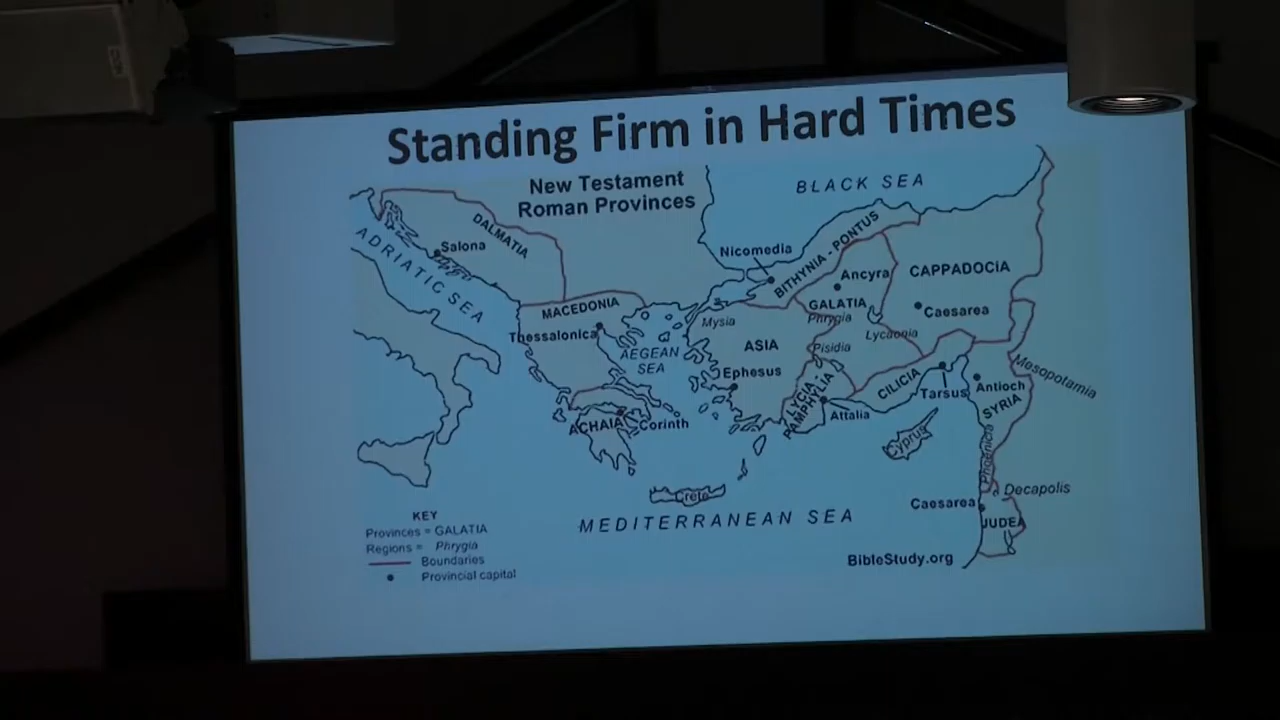 Standing Firm in Hard Times
New Testament
Roman Provinces
BLACK SEA
DALMATIA
Salona
ADRIATIC SEA
Nicomedia
BITHYNIA - PONTUS
Ancyra
CAPPADOCIA
GALATIA
Caesarea
MACEDONIA
Mysia
Phrygia
Thessalonica
Lycaonia
ASIA
Pisidia
AEGEAN
SEA
Ephesus
Mesopotamia
CILICIA
Tarsus
Antioch
SYRIA
LYCIA -
PAMPHYLIA
Attalia
ACHAIA
Corinth
Cyprus
Phoenicia
Crete
Decapolis
Caesarea
JUDEA
MEDITERRANEAN SEA
KEY
Provinces = GALATIA
Regions = Phrygia
Boundaries
Provincial capital
BibleStudy.org